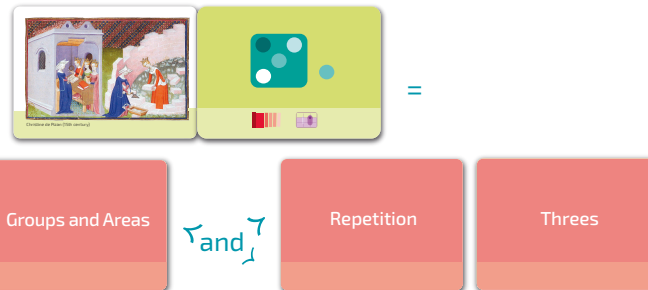 Christine de Pizan (15th century)
=
Groups and Areas
and
Repetition
Threes